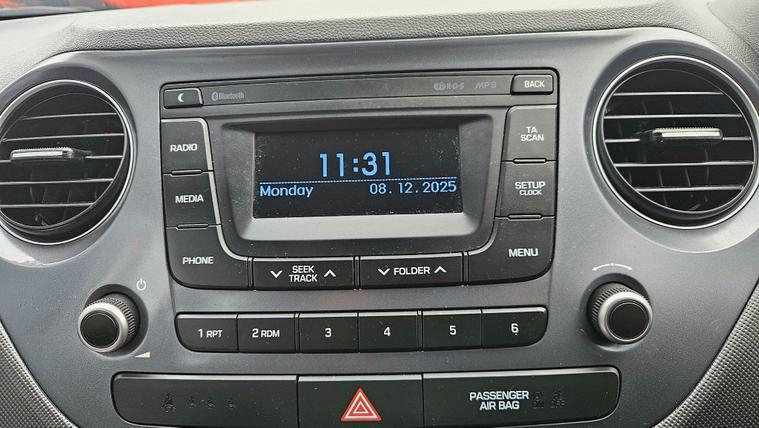 Bluetooth R·D·S MP3 BACK
RADIO
MEDIA
PHONE
11:31
Monday 08.12.2025
TA
SCAN
SETUP
CLOCK
MENU
SEEK
TRACK
FOLDER
1 RPT 2 RDM 3 4 5 6
PASSENGER
AIR BAG
OFF